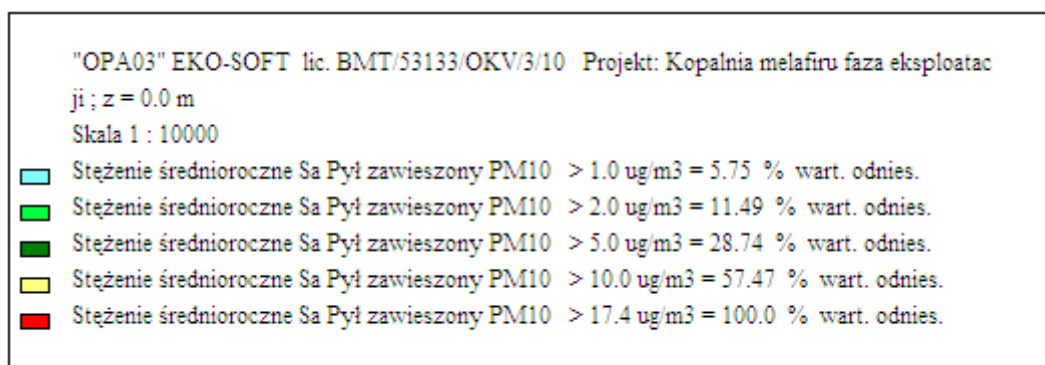 "OPA03" EKO-SOFT lic. BMT/53133/OKV/3/10 Projekt: Kopalnia melafiru faza eksploatac
ji ; z = 0.0 m
Skala 1 : 10000
Stężenie średnioroczne Sa Pył zawieszony PM10 > 1.0 ug/m3 = 5.75 % wart. odnies.
Stężenie średnioroczne Sa Pył zawieszony PM10 > 2.0 ug/m3 = 11.49 % wart. odnies.
Stężenie średnioroczne Sa Pył zawieszony PM10 > 5.0 ug/m3 = 28.74 % wart. odnies.
Stężenie średnioroczne Sa Pył zawieszony PM10 > 10.0 ug/m3 = 57.47 % wart. odnies.
Stężenie średnioroczne Sa Pył zawieszony PM10 > 17.4 ug/m3 = 100.0 % wart. odnies.